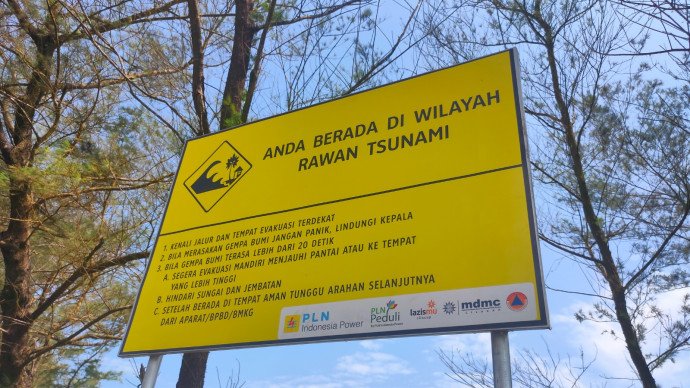 ANDA BERADA DI WILAYAH
RAWAN TSUNAMI
1. KENALI JALUR DAN TEMPAT EVAKUASI TERDEKAT
2. BILA MERASAKAN GEMPA BUMI JANGAN PANIK, LINDUNGI KEPALA
3. BILA GEMPA BUMI TERASA LEBIH DARI 20 DETIK
A. SEGERA EVAKUASI MANDIRI MENJAUHI PANTAI ATAU KE TEMPAT
YANG LEBIH TINGGI
B. HINDARI SUNGAI DAN JEMBATAN
C. SETELAH BERADA DI TEMPAT AMAN TUNGGU ARAHAN SELANJUTNYA
DARI APARAT/BPBD/BMKG
PLN
Indonesia Power
PLN
Peduli
lazismu
mdmc